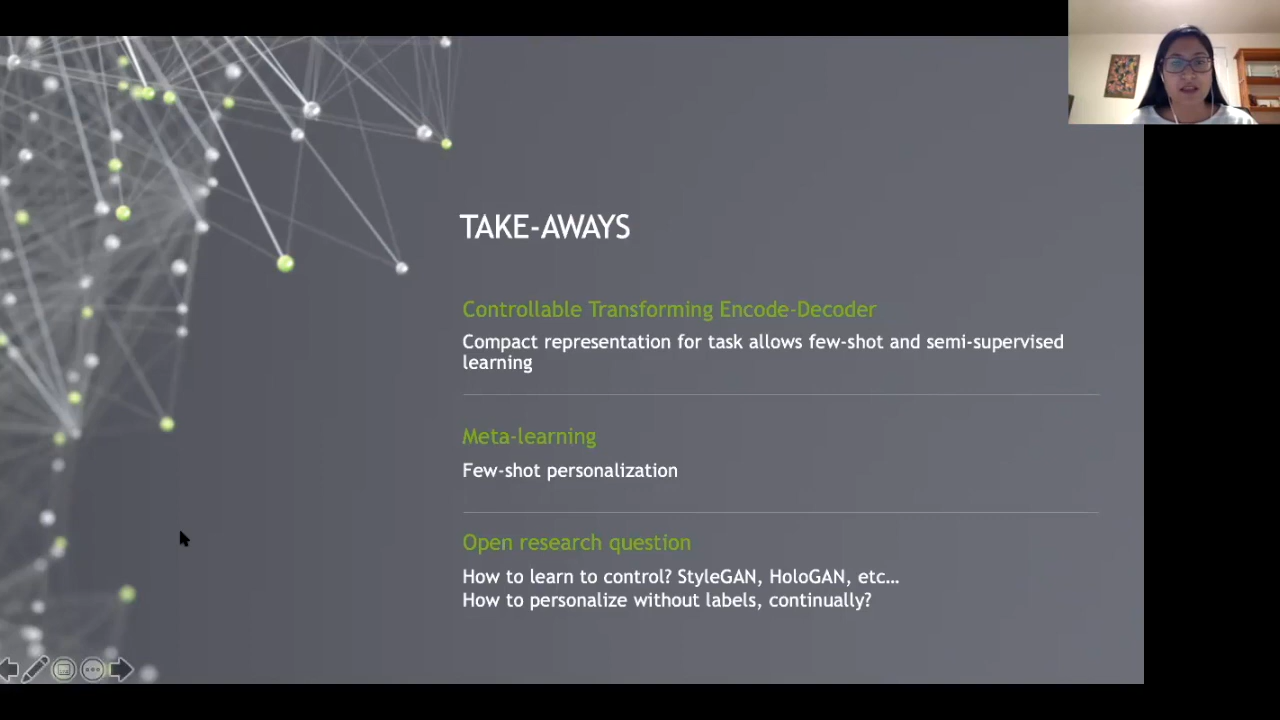 TAKE-AWAYS
Controllable Transforming Encode-Decoder
Compact representation for task allows few-shot and semi-supervised
learning
Meta-learning
Few-shot personalization
Open research question
How to learn to control? StyleGAN, HoloGAN, etc...
How to personalize without labels, continually?